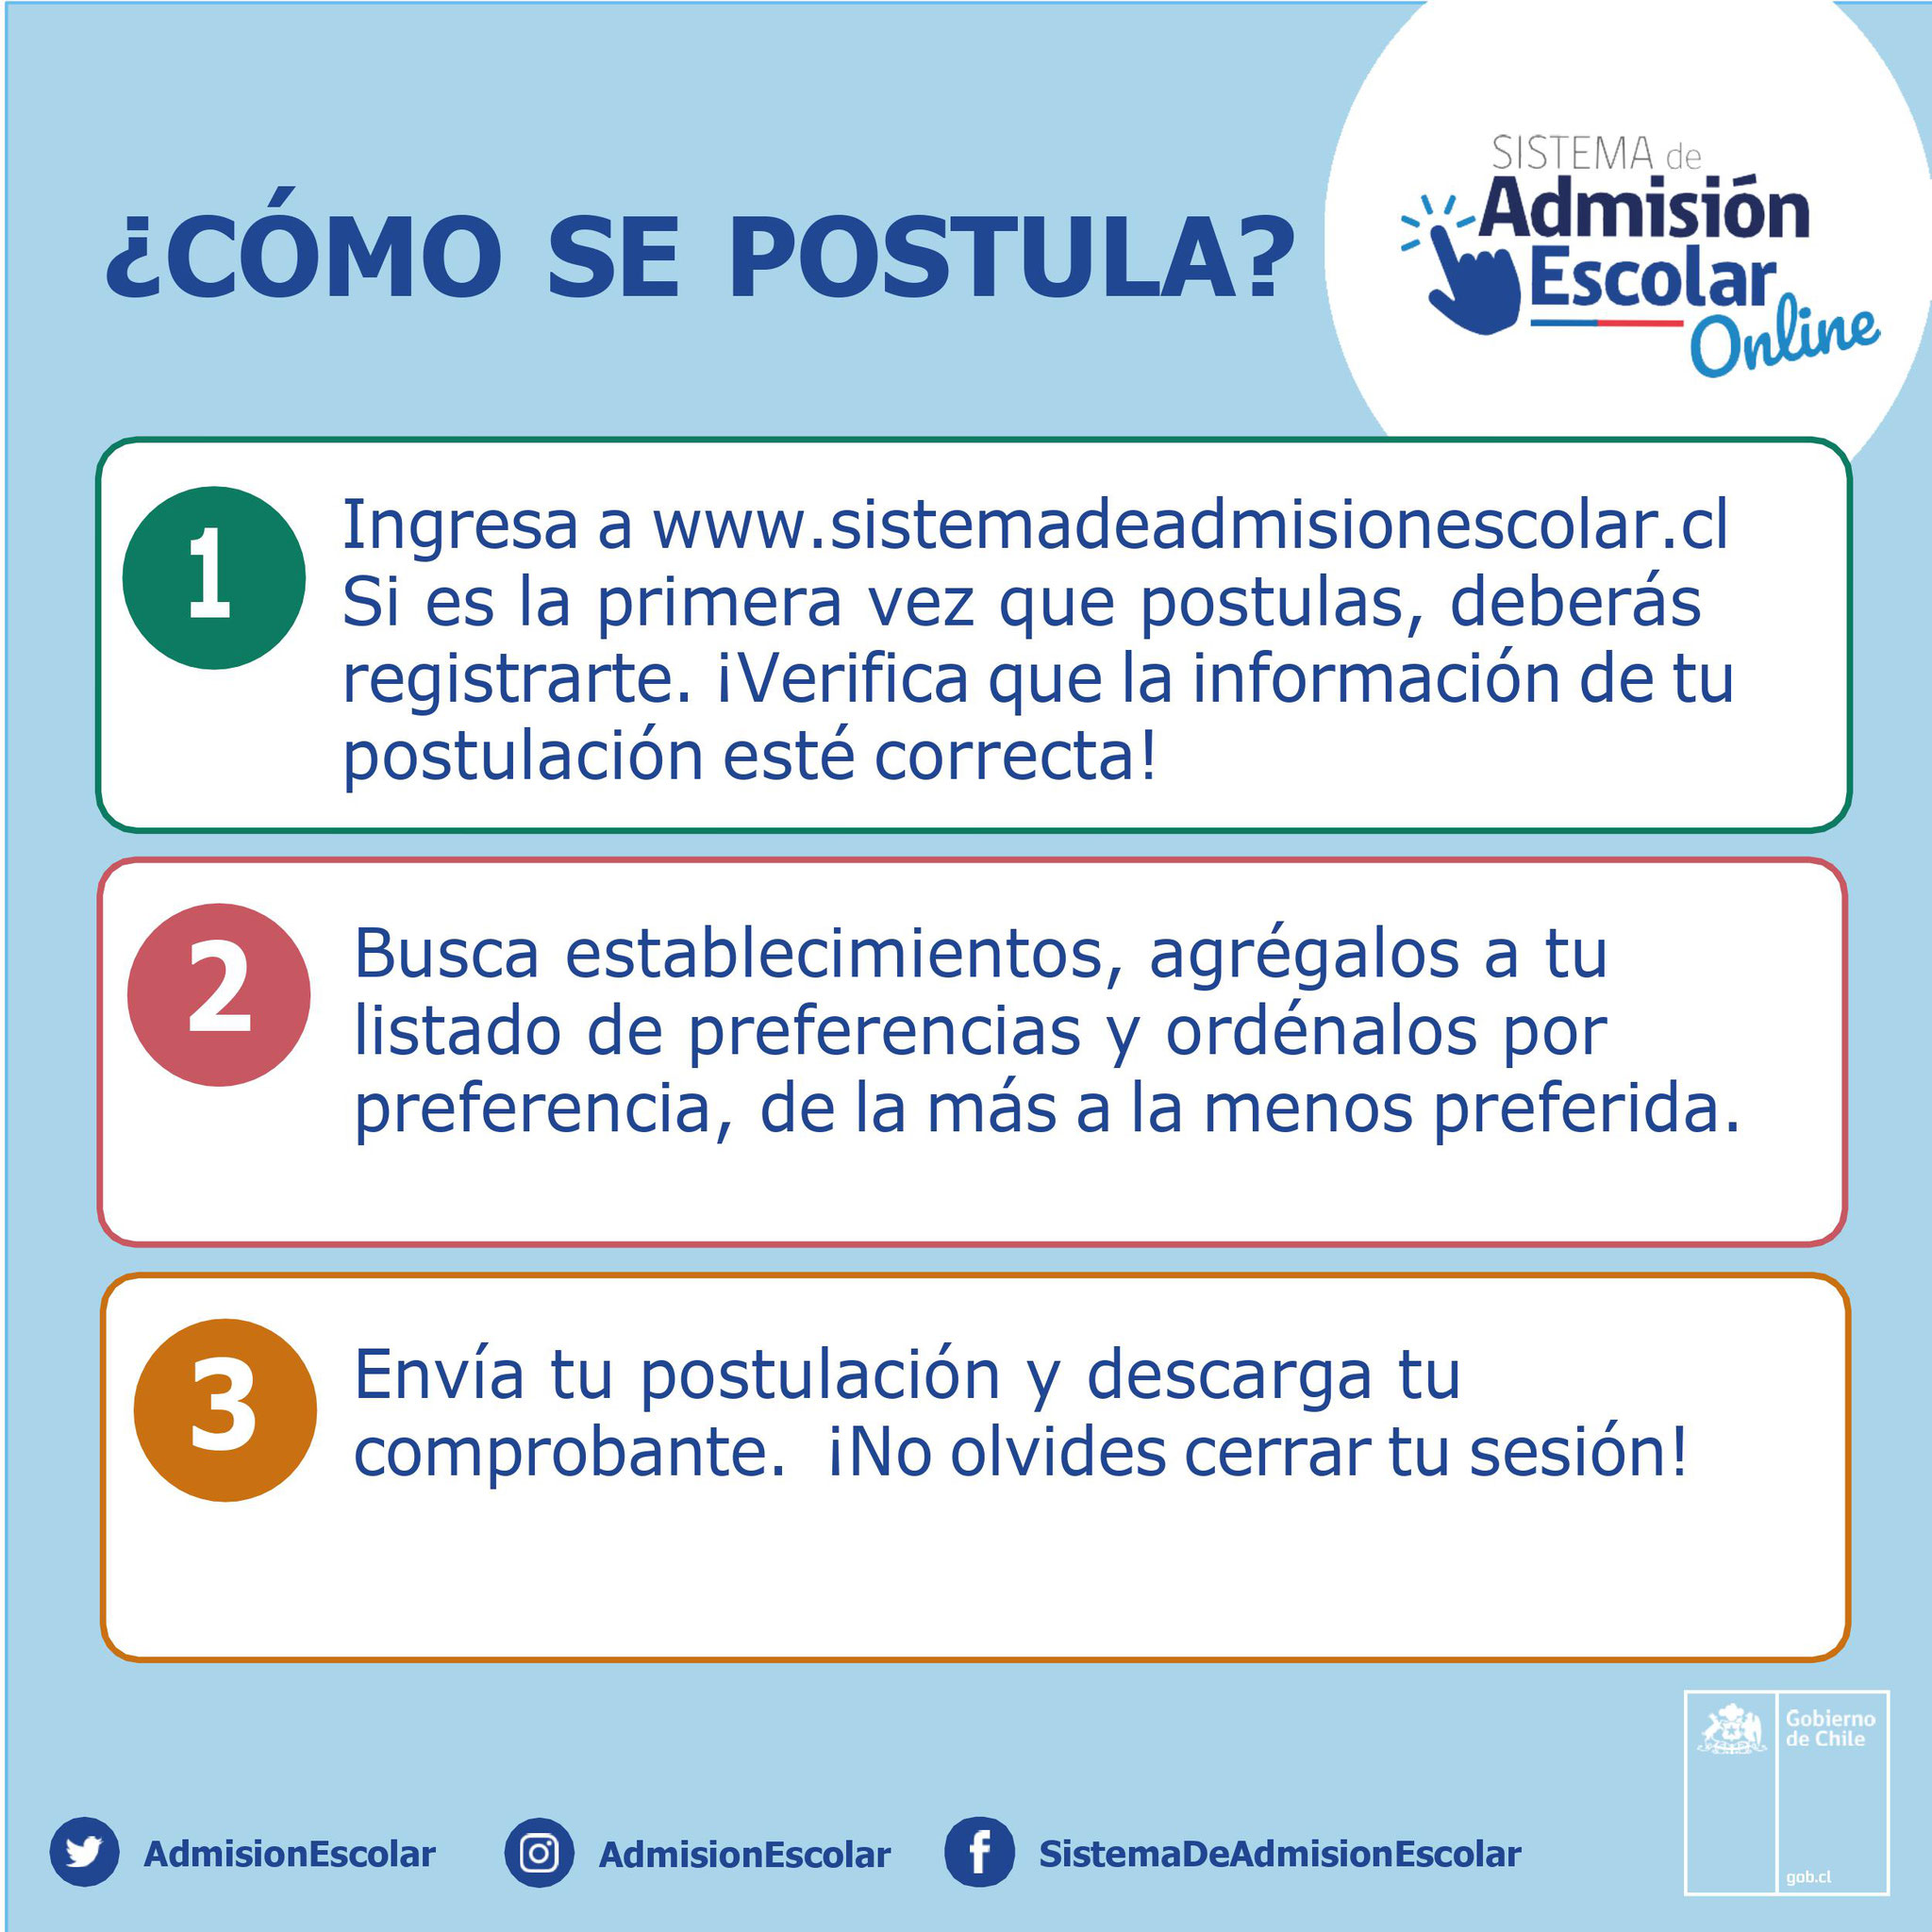 SISTEMA de
Admisión
Escolar
Online
¿CÓMO SE POSTULA?
1
Ingresa a www.sistemadeadmisionescolar.cl
Si es la primera vez que postulas, deberás
registrarte. ¡Verifica que la información de tu
postulación esté correcta!
2
Busca establecimientos, agrégalos a tu
listado de preferencias y ordénalos por
preferencia, de la más a la menos preferida.
3
Envía tu postulación y descarga tu
comprobante. ¡No olvides cerrar tu sesión!
Gobierno
de Chile
gob.cl
AdmisionEscolar
AdmisionEscolar
SistemaDeAdmisionEscolar